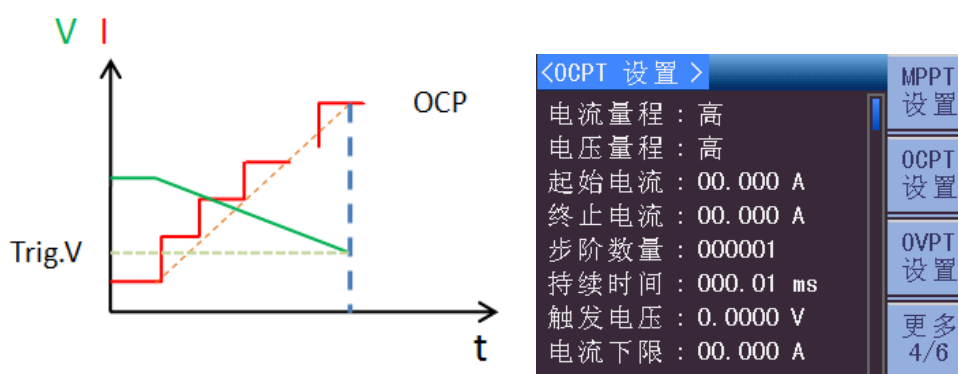 V I
OCP
Trig.V
t
<OCPT 设置 >
电流量程 : 高
电压量程 : 高
起始电流 : 00.000 A
终止电流 : 00.000 A
步阶数量 : 000001
持续时间 : 000.01 ms
触发电压 : 0.0000 V
电流下限 : 00.000 A
MPPT
设置
OCPT
设置
OVPT
设置
更多
4/6